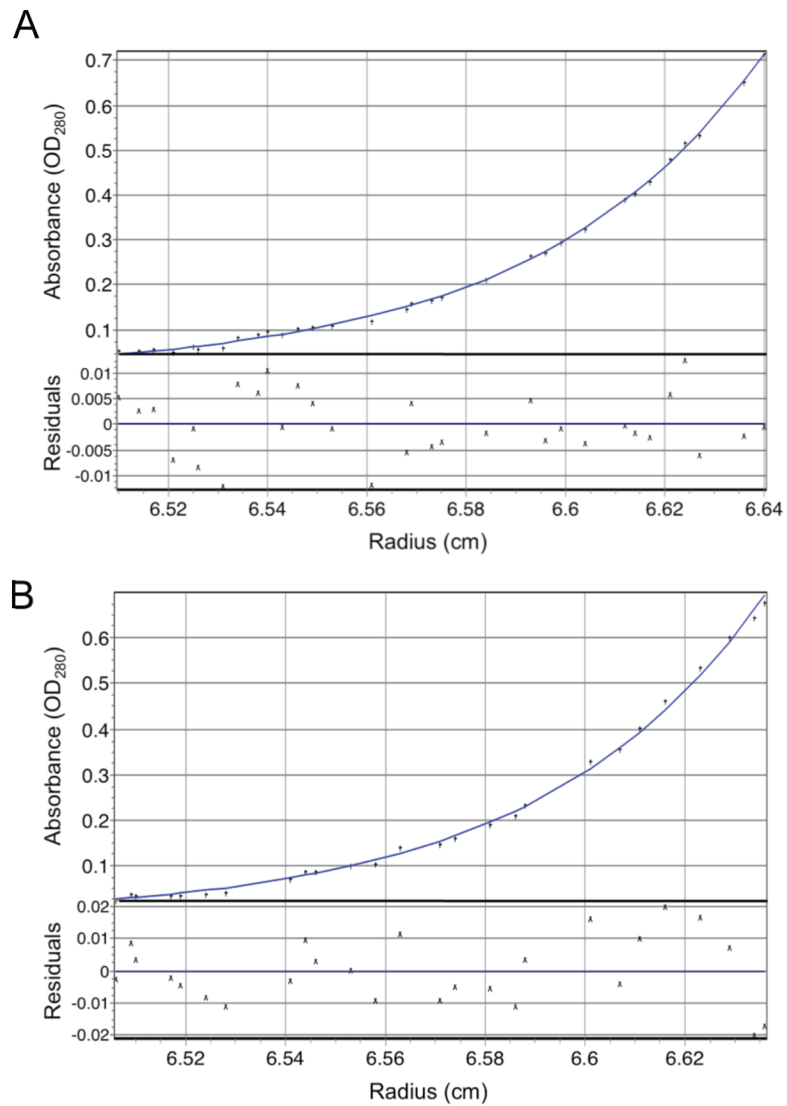 A
Absorbance (OD280)
0.7
0.6
0.5
0.4
0.3
0.2
0.1
Residuals
0.01
0.005
0
-0.005
-0.01
6.52 6.54 6.56 6.58 6.6 6.62 6.64
Radius (cm)
B
Absorbance (OD280)
0.6
0.5
0.4
0.3
0.2
0.1
Residuals
0.02
0.01
0
-0.01
-0.02
6.52 6.54 6.56 6.58 6.6 6.62
Radius (cm)